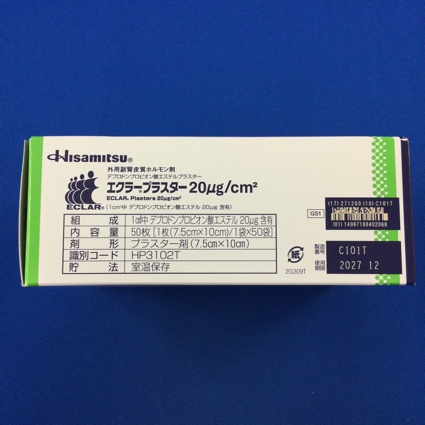 Hisamitsu®
外用副腎皮質ホルモン剤
デプロドンプロピオン酸エステルプラスター
エクラー®プラスター 20μg/cm²
ECLAR® Plasters 20μg/cm²
ECLAR®
(1cm²中 デプロドンプロピオン酸エステル 20μg 含有)
組成 1cm²中 デプロドンプロピオン酸エステル 20μg 含有
内容量 50枚 [1枚(7.5cm×10cm)/1袋×50袋]
剤形 プラスター剤(7.5cm×10cm)
識別コード HP3102T
貯法 室温保存
紙
2G309T
GS1
(17) 271200 (10) C101T
(01) 14987188402068
製造番号 C101T
使用期限 2027 12